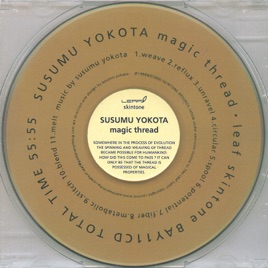 SUSUMU YOKOTA magic thread · leaf skintone BAY11CD TOTAL TIME 55:55
1.weave 2.reflux 3.unravel 4.circular 5.spool 6.potential 7.fiber 8.metabolic 9.stitch 10.blend 11.melt music by susumu yokota
LEAF
skintone
SUSUMU YOKOTA
magic thread
SOMEWHERE IN THE PROCESS OF EVOLUTION
THE SPINNING AND WEAVING OF THREAD
BECAME POSSIBLE FOR HUMANKIND
HOW DID THIS COME TO PASS? IT CAN
ONLY BE THAT THE THREAD IS
POSSESSED OF MAGICAL
PROPERTIES.